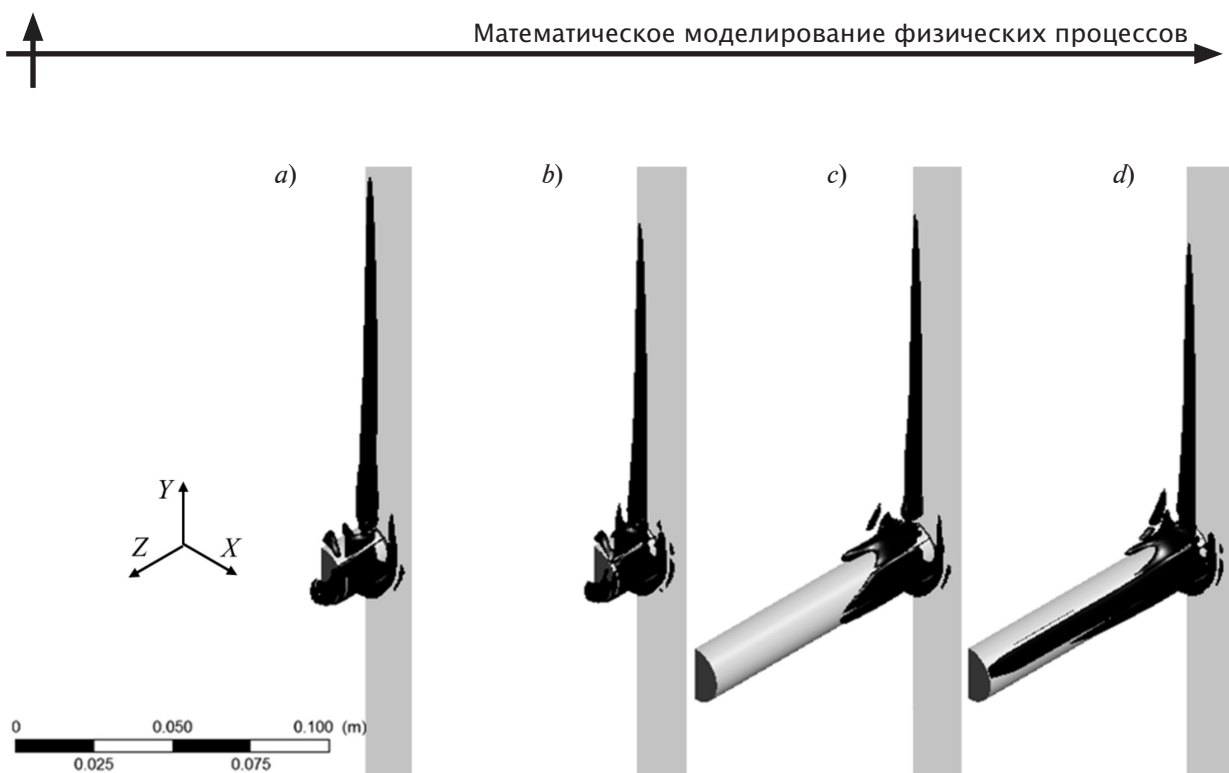 Математическое моделирование физических процессов
a) b) c) d)
Y
Z X
0 0.050 0.100 (m)
0.025 0.075